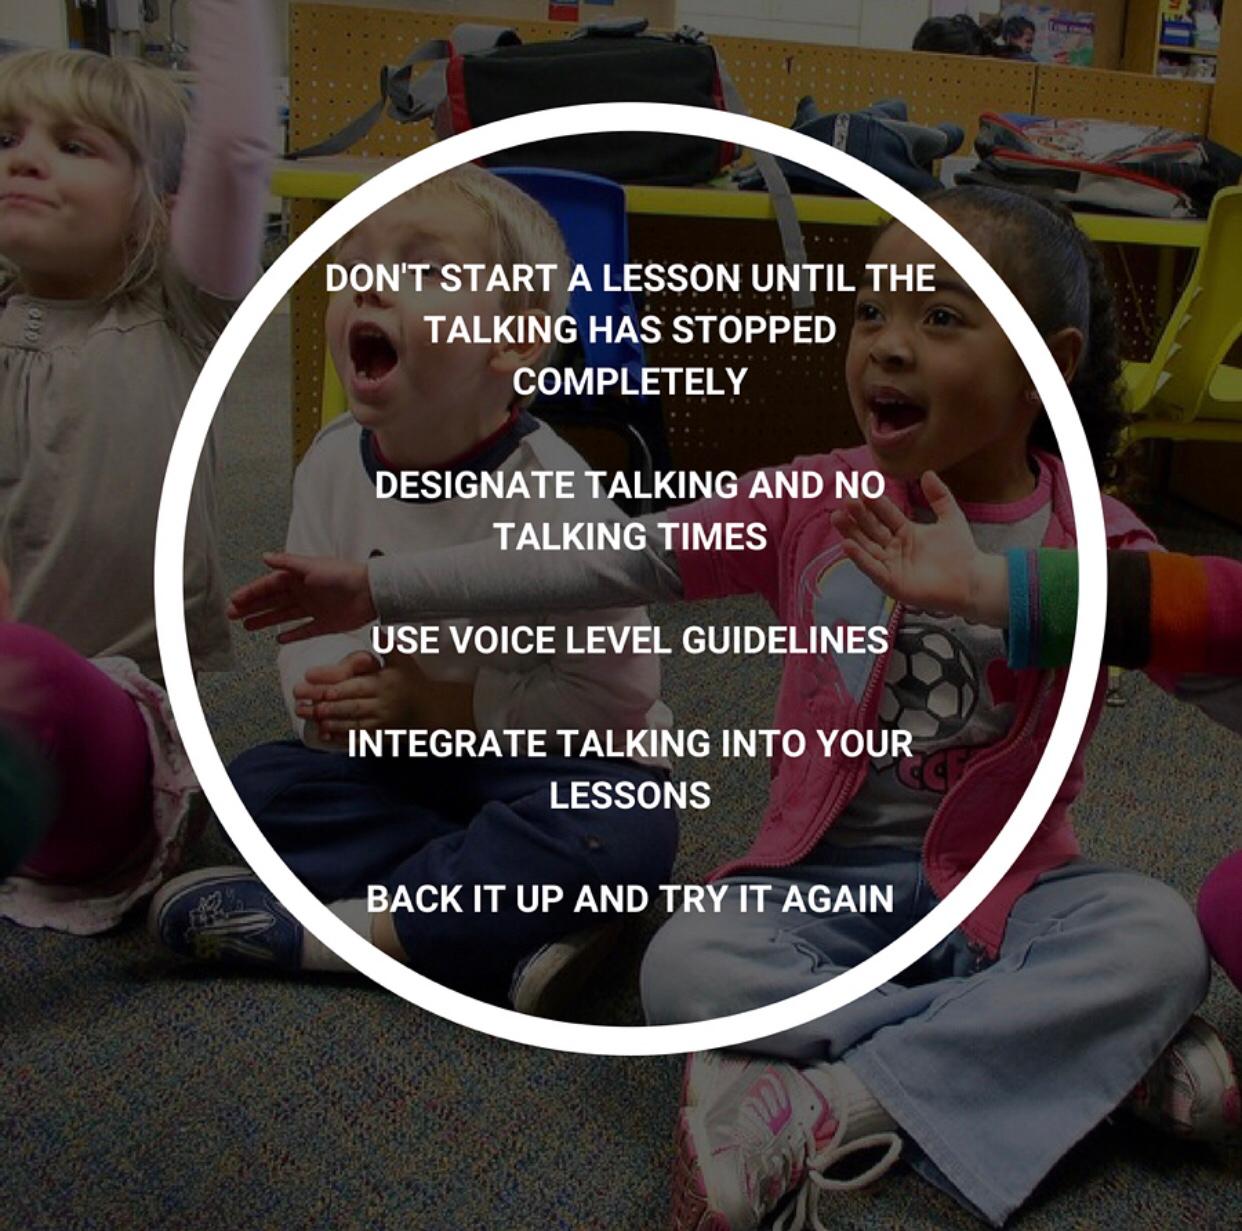 DON'T START A LESSON UNTIL THE
TALKING HAS STOPPED
COMPLETELY
DESIGNATE TALKING AND NO
TALKING TIMES
USE VOICE LEVEL GUIDELINES
INTEGRATE TALKING INTO YOUR
LESSONS
BACK IT UP AND TRY IT AGAIN